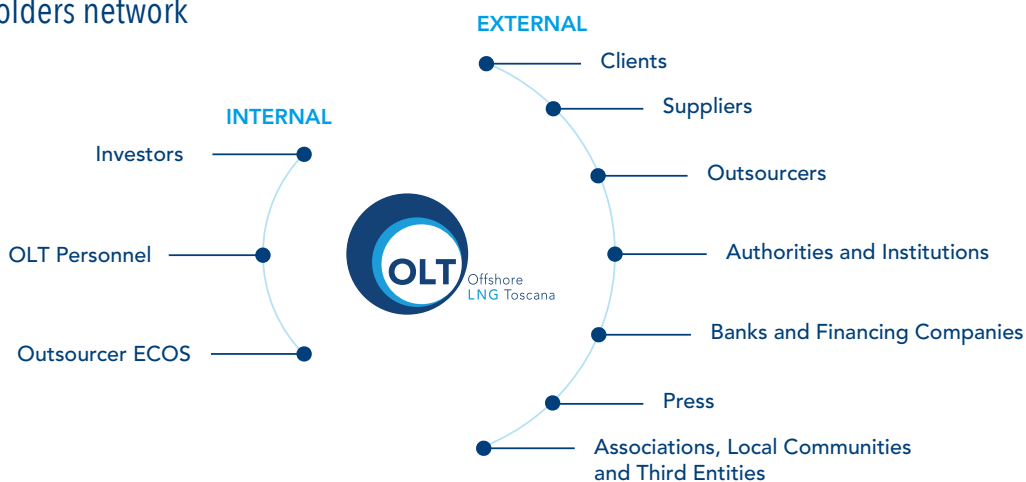 olders network
EXTERNAL
Clients
Suppliers
Outsourcers
Authorities and Institutions
Banks and Financing Companies
Press
Associations, Local Communities
and Third Entities
INTERNAL
Investors
OLT Personnel
Outsourcer ECOS
OLT
Offshore
LNG Toscana